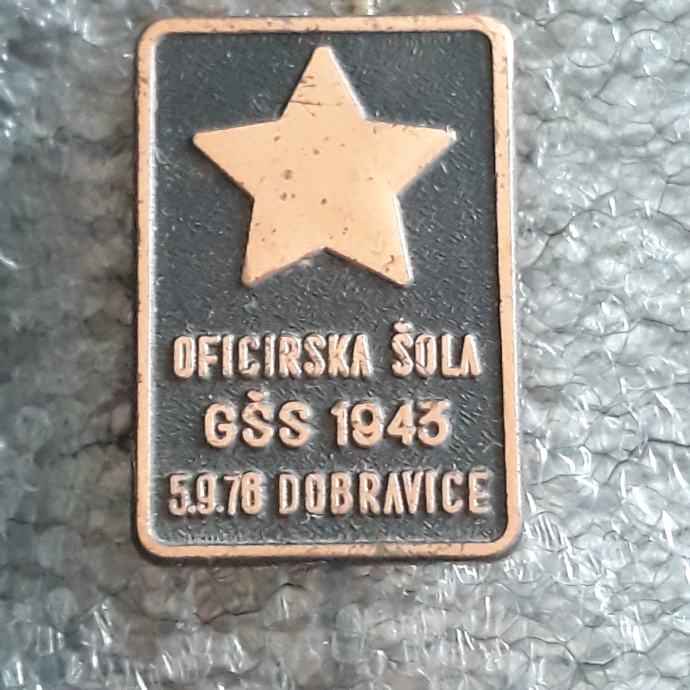 OFICIRSKA ŠOLA
GŠS 1943
5.9.76 DOBRAVICE